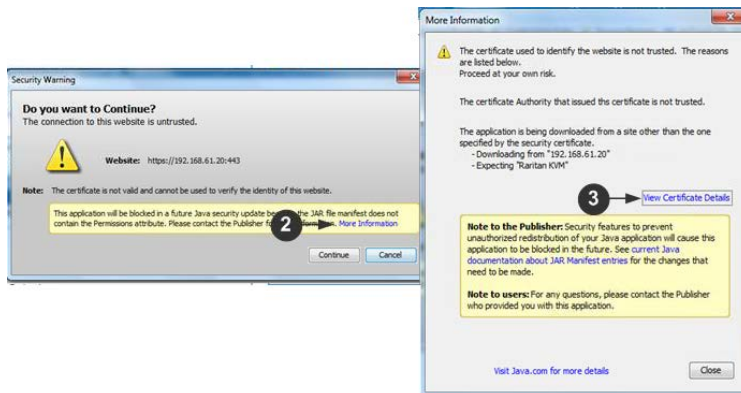 Security Warning
Do you want to Continue?
The connection to this website is untrusted.
Website: https://192.168.61.20:443
Note: The certificate is not valid and cannot be used to verify the identity of this website.
This application will be blocked in a future Java security update the JAR file manifest does not
contain the Permissions attribute. Please contact the Publisher 2 More Information
Continue Cancel
More Information
The certificate used to identify the website is not trusted. The reasons
are listed below.
Proceed at your own risk.
The certificate Authority that issued ths certificate is not trusted.
The application is being downloaded from a site other than the one
specified by the security certificate.
- Downloading from "192.168.61.20"
- Expecting "Raritan KVM"
3 View Certificate Details
Note to the Publisher: Security features to prevent
unauthorized redistribution of your Java application will cause this
application to be blocked in the future. See current Java
documentation about JAR Manifest entries for the changes that
need to be made.
Note to users: For any questions, please contact the Publisher
who provided you with this application.
Visit Java.com for more details
Close